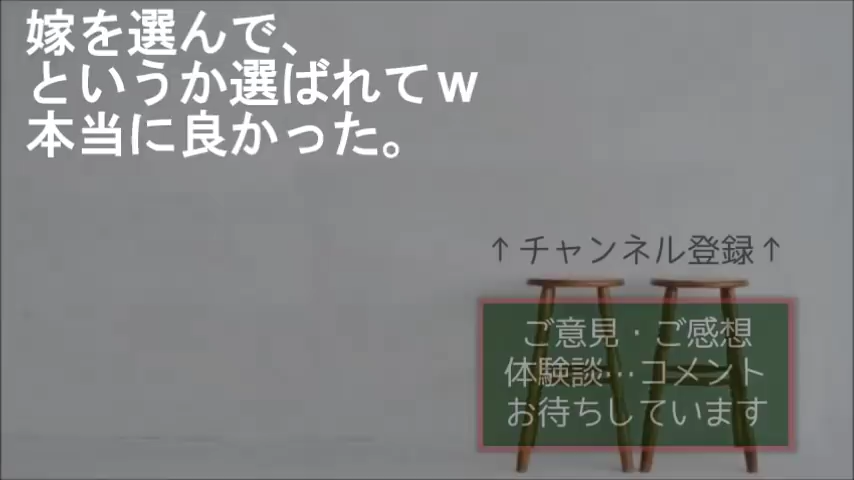 嫁を選んで、
というか選ばれてｗ
本当に良かった。
↑チャンネル登録↑
ご意見・ご感想
体験談…コメント
お待ちしています